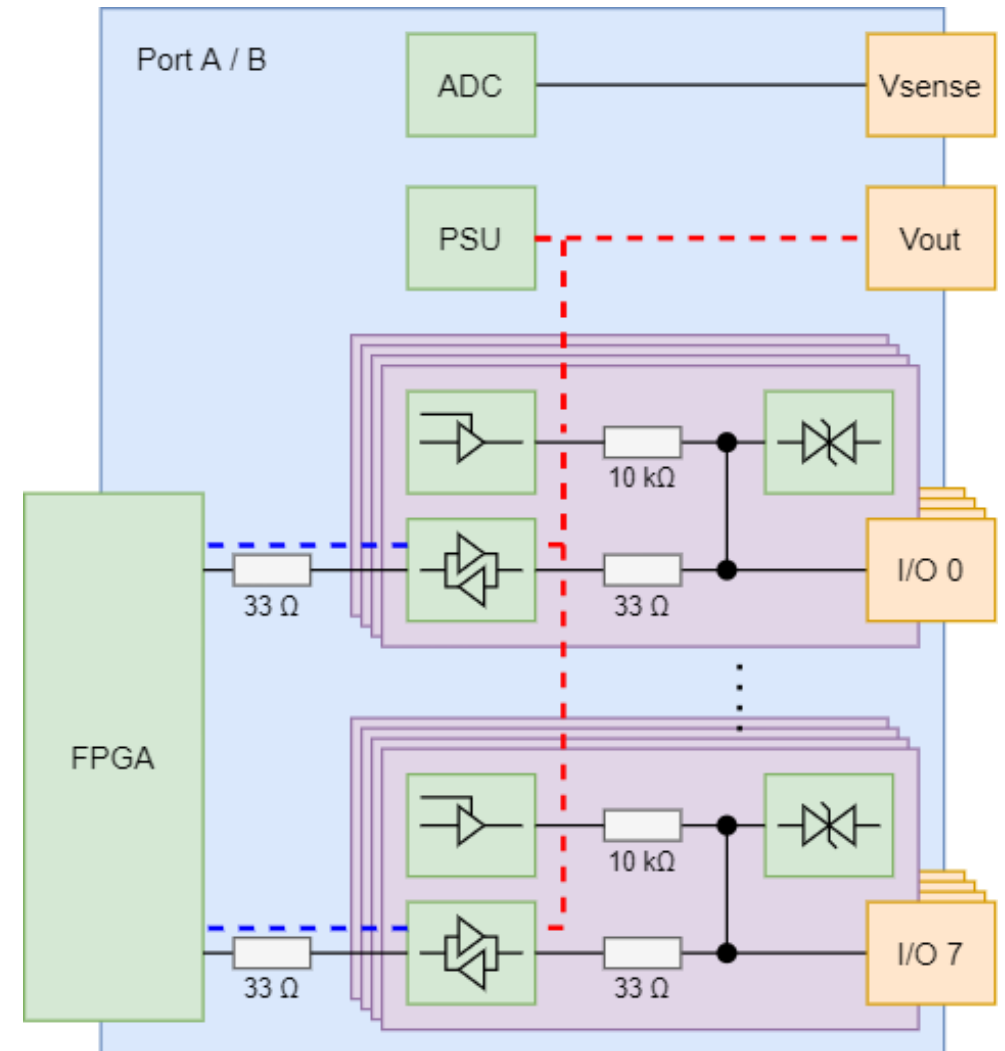 Port A / B
ADC
Vsense
PSU
Vout
10 kΩ
I/O 0
33 Ω
33 Ω
FPGA
10 kΩ
I/O 7
33 Ω
33 Ω